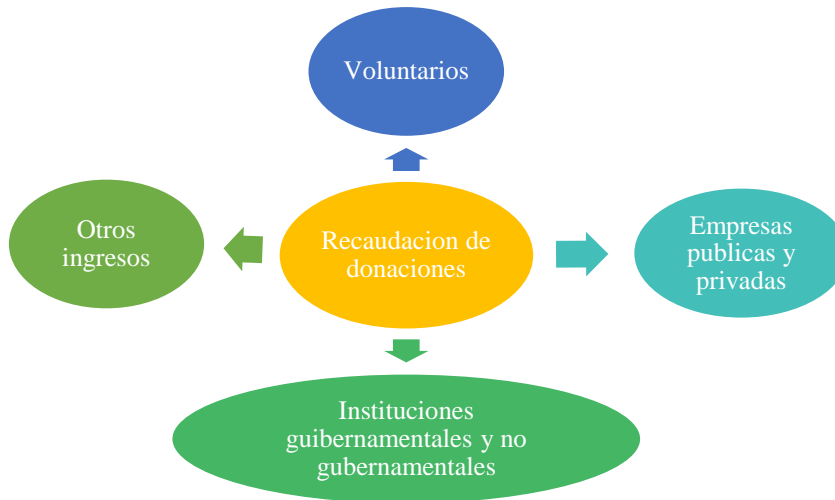 Voluntarios
Otros
ingresos
Recaudacion de
donaciones
Empresas
publicas y
privadas
Instituciones
guibernamentales y no
gubernamentales